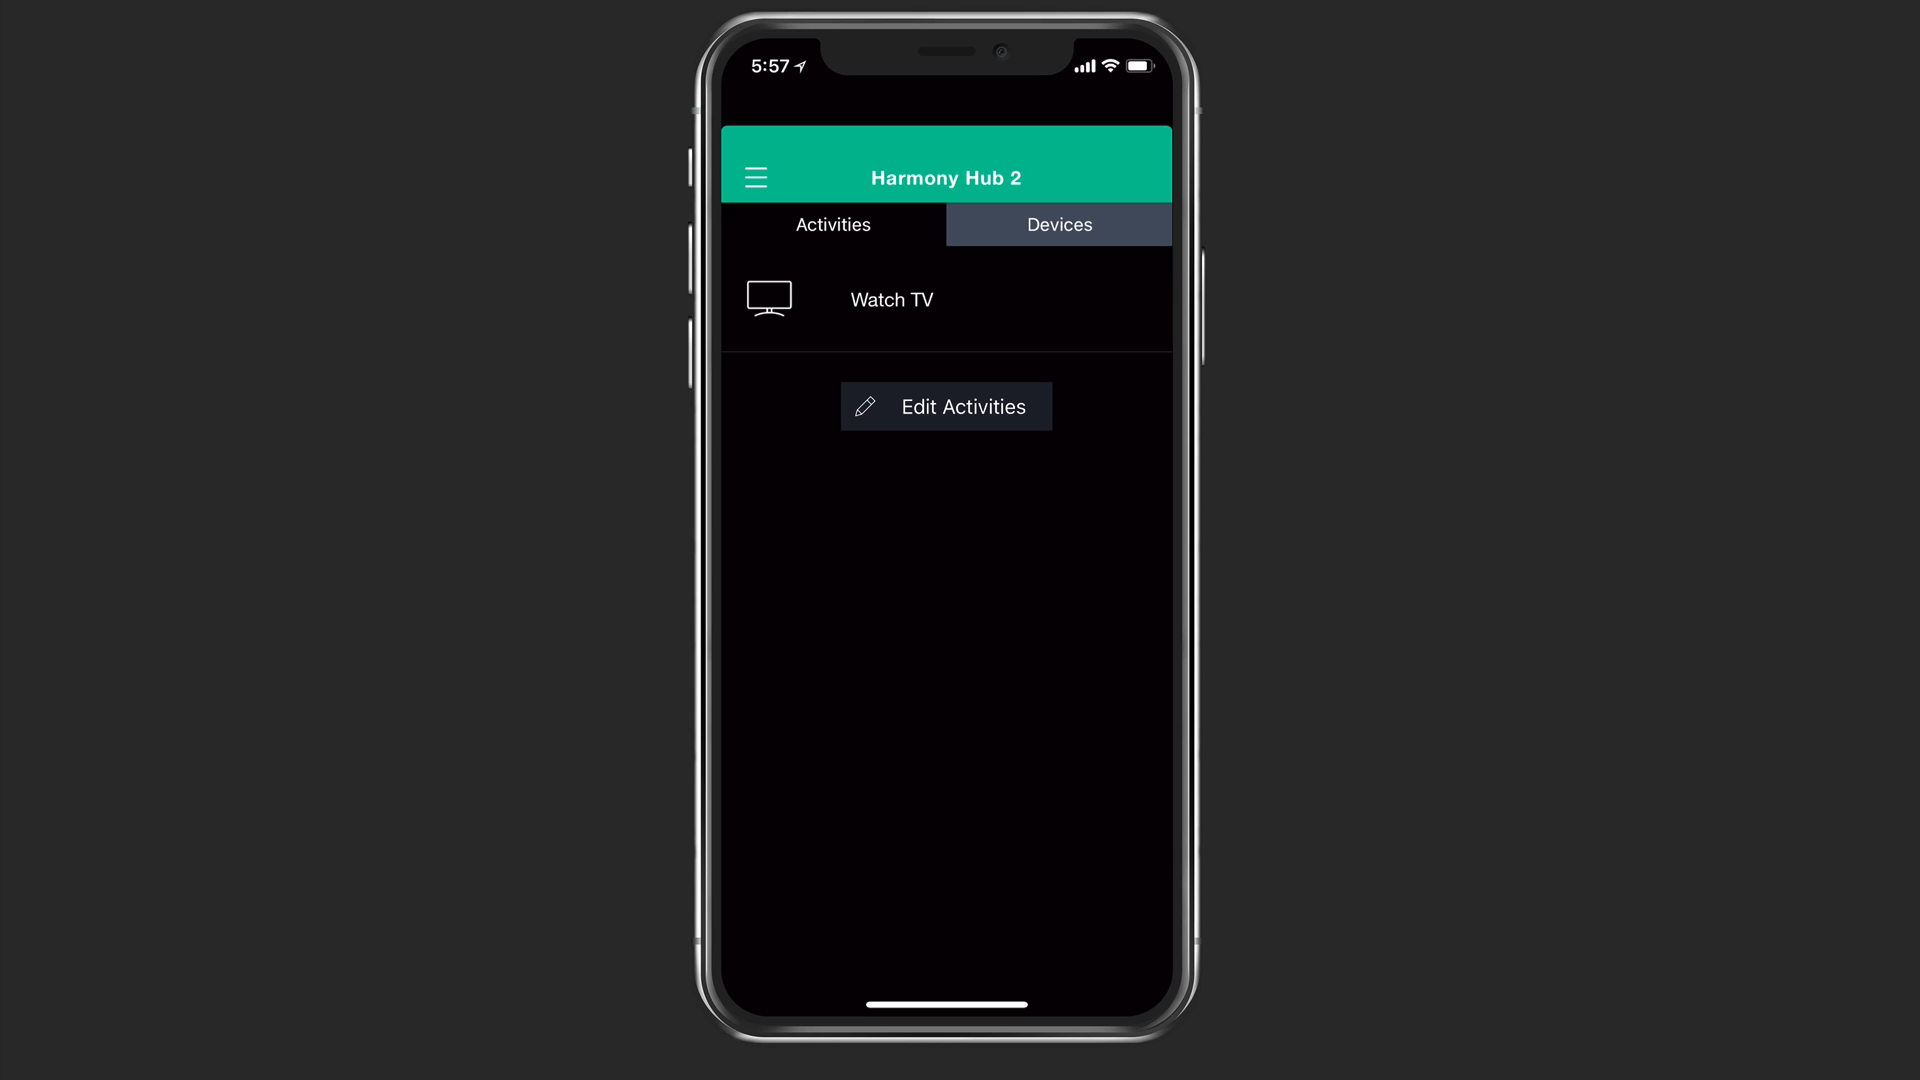 5:57
Harmony Hub 2
Activities
Devices
Watch TV
Edit Activities